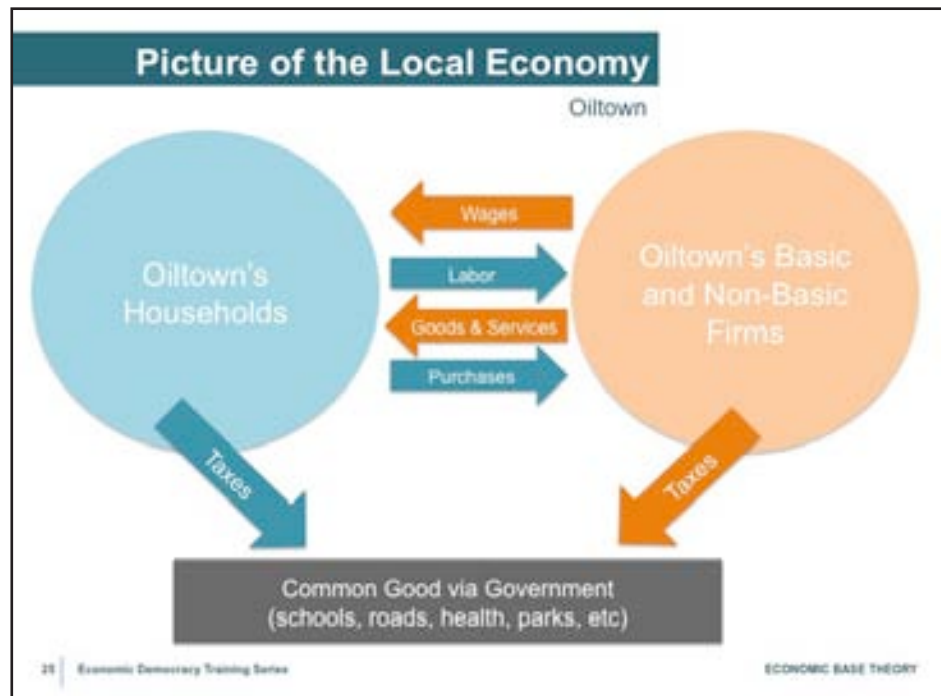 Picture of the Local Economy
Oiltown
Oiltown's
Households
Wages
Labor
Goods & Services
Purchases
Oiltown's Basic
and Non-Basic
Firms
Taxes
Taxes
Common Good via Government
(schools, roads, health, parks, etc)
25 Economic Democracy Training Series
ECONOMIC BASE THEORY